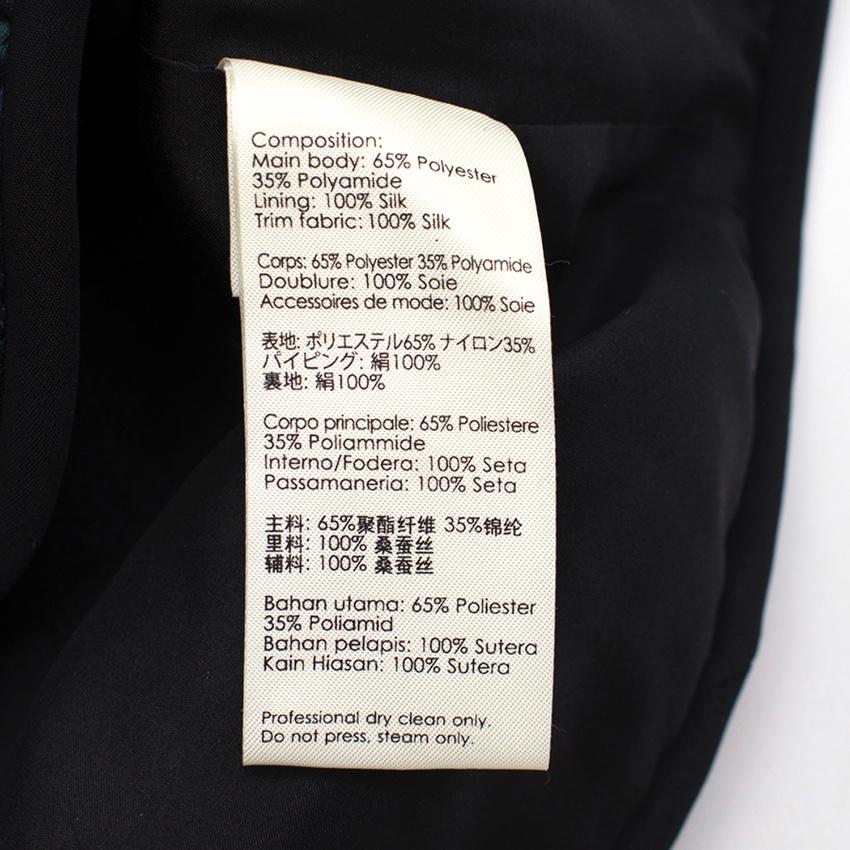 Composition:
Main body: 65% Polyester
35% Polyamide
Lining: 100% Silk
Trim fabric: 100% Silk
Corps: 65% Polyester 35% Polyamide
Doublure: 100% Soie
Accessoires de mode: 100% Soie
表地: ポリエステル65% ナイロン35%
パイピング: 絹100%
裏地: 絹100%
Corpo principale: 65% Poliestere
35% Poliammide
Interno/Fodera: 100% Seta
Passamaneria: 100% Seta
主料: 65%聚酯纤维 35%锦纶
里料: 100% 桑蚕丝
辅料: 100% 桑蚕丝
Bahan utama: 65% Poliester
35% Poliamid
Bahan pelapis: 100% Sutera
Kain Hiasan: 100% Sutera
Professional dry clean only.
Do not press, steam only.